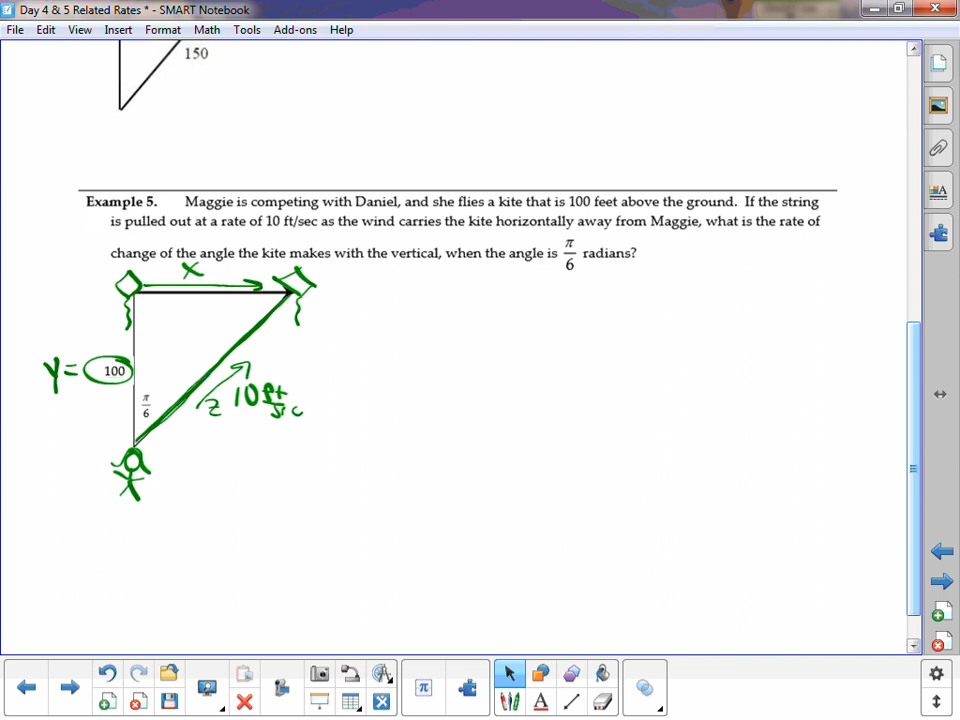 Day 4 & 5 Related Rates * - SMART Notebook
File Edit View Insert Format Math Tools Add-ons Help
150
Example 5. Maggie is competing with Daniel, and she flies a kite that is 100 feet above the ground. If the string
is pulled out at a rate of 10 ft/sec as the wind carries the kite horizontally away from Maggie, what is the rate of
change of the angle the kite makes with the vertical, when the angle is π/6 radians?
x
y = 100
π/6
z 10 ft/sec
π
A